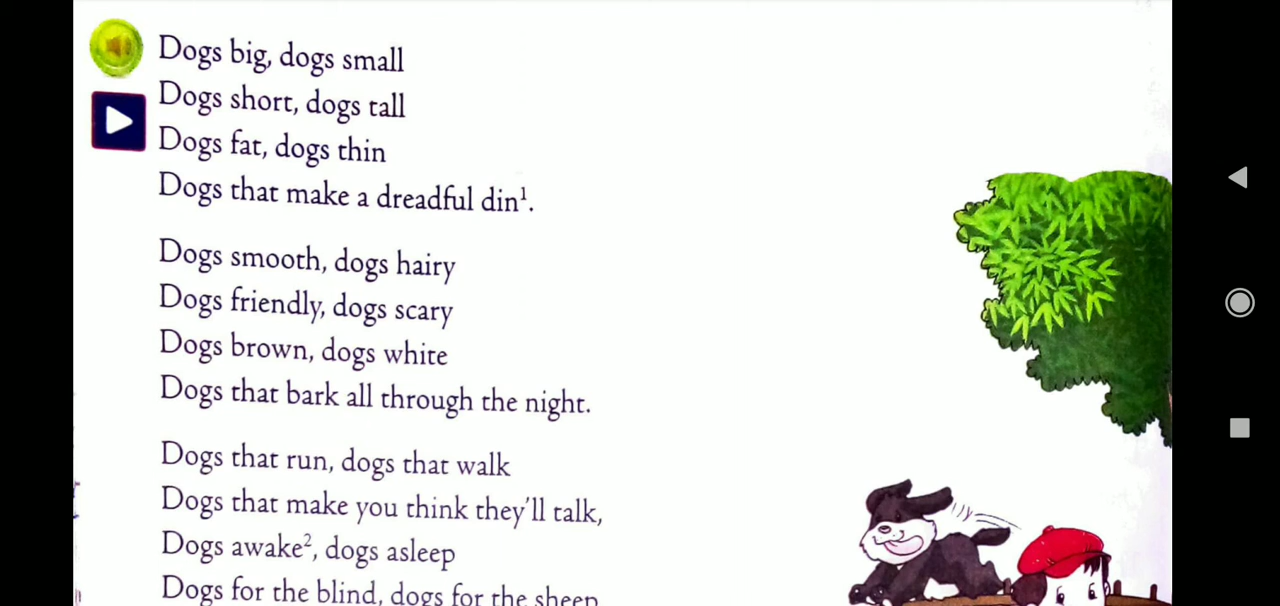 Dogs big, dogs small
Dogs short, dogs tall
Dogs fat, dogs thin
Dogs that make a dreadful din¹.
Dogs smooth, dogs hairy
Dogs friendly, dogs scary
Dogs brown, dogs white
Dogs that bark all through the night.
Dogs that run, dogs that walk
Dogs that make you think they'll talk,
Dogs awake², dogs asleep
Dogs for the blind, dogs for the sheep